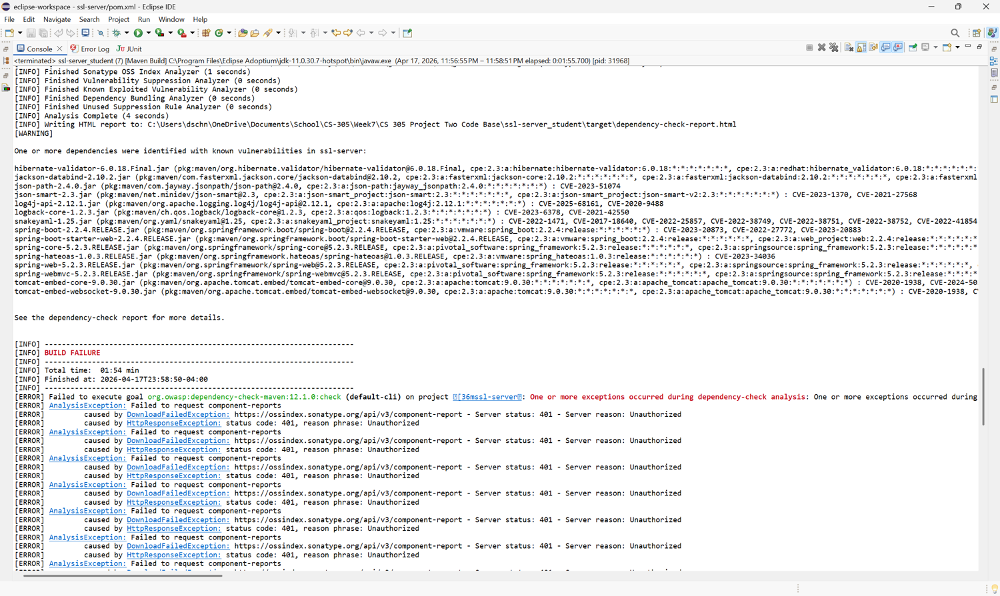 eclipse-workspace - ssl-server/pom.xml - Eclipse IDE
File Edit Navigate Search Project Run Window Help
Console Error Log JU JUnit
<terminated> ssl-server_student (7) [Maven Build] C:\Program Files\Eclipse Adoptium\jdk-11.0.30.7-hotspot\bin\javaw.exe (Apr 17, 2026, 11:56:55 PM – 11:58:51 PM elapsed: 0:01:55.700) [pid: 31968]
[INFO] Finished Sonatype OSS Index Analyzer (1 seconds)
[INFO] Finished Vulnerability Suppression Analyzer (0 seconds)
[INFO] Finished Known Exploited Vulnerability Analyzer (0 seconds)
[INFO] Finished Dependency Bundling Analyzer (0 seconds)
[INFO] Finished Unused Suppression Rule Analyzer (0 seconds)
[INFO] Analysis Complete (4 seconds)
[INFO] Writing HTML report to: C:\Users\dschn\OneDrive\Documents\School\CS-305\Week7\CS 305 Project Two Code Base\ssl-server_student\target\dependency-check-report.html
[WARNING]
One or more dependencies were identified with known vulnerabilities in ssl-server:
hibernate-validator-6.0.18.Final.jar (pkg:maven/org.hibernate.validator/hibernate-validator@6.0.18.Final, cpe:2.3:a:hibernate:hibernate-validator:6.0.18:*:*:*:*:*:*:*, cpe:2.3:a:redhat:hibernate_validator:6.0.18:*:*:*:*:*:
jackson-databind-2.10.2.jar (pkg:maven/com.fasterxml.jackson.core/jackson-databind@2.10.2, cpe:2.3:a:fasterxml:jackson-core:2.10.2:*:*:*:*:*:*:*, cpe:2.3:a:fasterxml:jackson-databind:2.10.2:*:*:*:*:*:*:*, cpe:2.3:a:fasterxml
json-path-2.4.0.jar (pkg:maven/com.jayway.jsonpath/json-path@2.4.0, cpe:2.3:a:json-path:jayway_jsonpath:2.4.0:*:*:*:*:*:*:*) : CVE-2023-51074
json-smart-2.3.jar (pkg:maven/net.minidev/json-smart@2.3, cpe:2.3:a:json-smart_project:json-smart:2.3:*:*:*:*:*:*:*, cpe:2.3:a:json-smart_project:json-smart-v2:2.3:*:*:*:*:*:*:*) : CVE-2023-1370, CVE-2021-27568
log4j-api-2.12.1.jar (pkg:maven/org.apache.logging.log4j/log4j-api@2.12.1, cpe:2.3:a:apache:log4j:2.12.1:*:*:*:*:*:*:*) : CVE-2025-68161, CVE-2020-9488
logback-core-1.2.3.jar (pkg:maven/ch.qos.logback/logback-core@1.2.3, cpe:2.3:a:qos:logback:1.2.3:*:*:*:*:*:*:*) : CVE-2023-6378, CVE-2021-42550
snakeyaml-1.25.jar (pkg:maven/org.yaml/snakeyaml@1.25, cpe:2.3:a:snakeyaml_project:snakeyaml:1.25:*:*:*:*:*:*:*) : CVE-2022-1471, CVE-2017-18640, CVE-2022-25857, CVE-2022-38749, CVE-2022-38751, CVE-2022-38752, CVE-2022-41854
spring-boot-2.2.4.RELEASE.jar (pkg:maven/org.springframework.boot/spring-boot@2.2.4.RELEASE, cpe:2.3:a:vmware:spring_boot:2.2.4:release:*:*:*:*:*:*) : CVE-2023-20873, CVE-2022-27772, CVE-2023-20883
spring-boot-starter-web-2.2.4.RELEASE.jar (pkg:maven/org.springframework.boot/spring-boot-starter-web@2.2.4.RELEASE, cpe:2.3:a:vmware:spring_boot:2.2.4:release:*:*:*:*:*:*, cpe:2.3:a:web_project:web:2.2.4:release:*:*:*:*:*:*
spring-core-5.2.3.RELEASE.jar (pkg:maven/org.springframework/spring-core@5.2.3.RELEASE, cpe:2.3:a:pivotal_software:spring_framework:5.2.3:release:*:*:*:*:*:*, cpe:2.3:a:springsource:spring_framework:5.2.3:release:*:*:*:*:*:*
spring-hateoas-1.0.3.RELEASE.jar (pkg:maven/org.springframework.hateoas/spring-hateoas@1.0.3.RELEASE, cpe:2.3:a:vmware:spring_hateoas:1.0.3:release:*:*:*:*:*:*) : CVE-2023-34036
spring-web-5.2.3.RELEASE.jar (pkg:maven/org.springframework/spring-web@5.2.3.RELEASE, cpe:2.3:a:pivotal_software:spring_framework:5.2.3:release:*:*:*:*:*:*, cpe:2.3:a:springsource:spring_framework:5.2.3:release:*:*:*:*:*:*,
spring-webmvc-5.2.3.RELEASE.jar (pkg:maven/org.springframework/spring-webmvc@5.2.3.RELEASE, cpe:2.3:a:pivotal_software:spring_framework:5.2.3:release:*:*:*:*:*:*, cpe:2.3:a:springsource:spring_framework:5.2.3:release:*:*:*:*
tomcat-embed-core-9.0.30.jar (pkg:maven/org.apache.tomcat.embed/tomcat-embed-core@9.0.30, cpe:2.3:a:apache:tomcat:9.0.30:*:*:*:*:*:*:*, cpe:2.3:a:apache_tomcat:apache_tomcat:9.0.30:*:*:*:*:*:*:*) : CVE-2020-1938, CVE-2024-50
tomcat-embed-websocket-9.0.30.jar (pkg:maven/org.apache.tomcat.embed/tomcat-embed-websocket@9.0.30, cpe:2.3:a:apache:tomcat:9.0.30:*:*:*:*:*:*:*, cpe:2.3:a:apache_tomcat:apache_tomcat:9.0.30:*:*:*:*:*:*:*) : CVE-2020-1938,
See the dependency-check report for more details.
[INFO] ------------------------------------------------------------------------
[INFO] BUILD FAILURE
[INFO] ------------------------------------------------------------------------
[INFO] Total time:  01:54 min
[INFO] Finished at: 2026-04-17T23:58:50-04:00
[INFO] ------------------------------------------------------------------------
[ERROR] Failed to execute goal org.owasp:dependency-check-maven:12.1.0:check (default-cli) on project [36mssl-server: One or more exceptions occurred during dependency-check analysis: One or more exceptions occurred during
[ERROR] AnalysisException: Failed to request component-reports
[ERROR] caused by DownloadFailedException: https://ossindex.sonatype.org/api/v3/component-report - Server status: 401 - Server reason: Unauthorized
[ERROR] caused by HttpResponseException: status code: 401, reason phrase: Unauthorized
[ERROR] AnalysisException: Failed to request component-reports
[ERROR] caused by DownloadFailedException: https://ossindex.sonatype.org/api/v3/component-report - Server status: 401 - Server reason: Unauthorized
[ERROR] caused by HttpResponseException: status code: 401, reason phrase: Unauthorized
[ERROR] AnalysisException: Failed to request component-reports
[ERROR] caused by DownloadFailedException: https://ossindex.sonatype.org/api/v3/component-report - Server status: 401 - Server reason: Unauthorized
[ERROR] caused by HttpResponseException: status code: 401, reason phrase: Unauthorized
[ERROR] AnalysisException: Failed to request component-reports
[ERROR] caused by DownloadFailedException: https://ossindex.sonatype.org/api/v3/component-report - Server status: 401 - Server reason: Unauthorized
[ERROR] caused by HttpResponseException: status code: 401, reason phrase: Unauthorized
[ERROR] AnalysisException: Failed to request component-reports
[ERROR] caused by DownloadFailedException: https://ossindex.sonatype.org/api/v3/component-report - Server status: 401 - Server reason: Unauthorized
[ERROR] caused by HttpResponseException: status code: 401, reason phrase: Unauthorized
[ERROR] AnalysisException: Failed to request component-reports
[ERROR] caused by DownloadFailedException: https://ossindex.sonatype.org/api/v3/component-report - Server status: 401 - Server reason: Unauthorized
[ERROR] caused by HttpResponseException: status code: 401, reason phrase: Unauthorized
[ERROR] AnalysisException: Failed to request component-reports